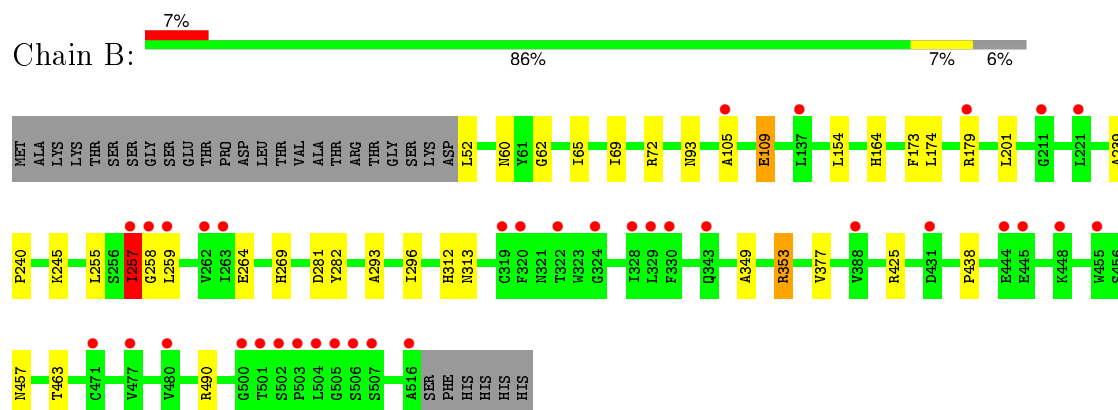 7%
Chain B:
86% 7% 6%
MET ALA LYS LYS THR SER SER GLY SER GLU THR PRO ASP LEU THR VAL ALA THR ARG THR GLY SER LYS ASP L52 N60 Y61 G62 I65 I69 R72 N93 A105 E109 L137 L154 H164 F173 L174 R179 L201 G211 L221 A239
P240 K245 L255 S256 I257 G258 L259 V262 I263 E264 H269 D281 Y282 A293 I296 H312 N313 C319 F320 N321 T322 W323 G324 I328 L329 F330 Q343 A349 R353 V377 V388 R425 D431 P438 E444 E445 K448 W455 S456
N457 T463 C471 V477 V480 R490 G500 T501 S502 P503 L504 G505 S506 S507 A516 SER PHE HIS HIS HIS HIS